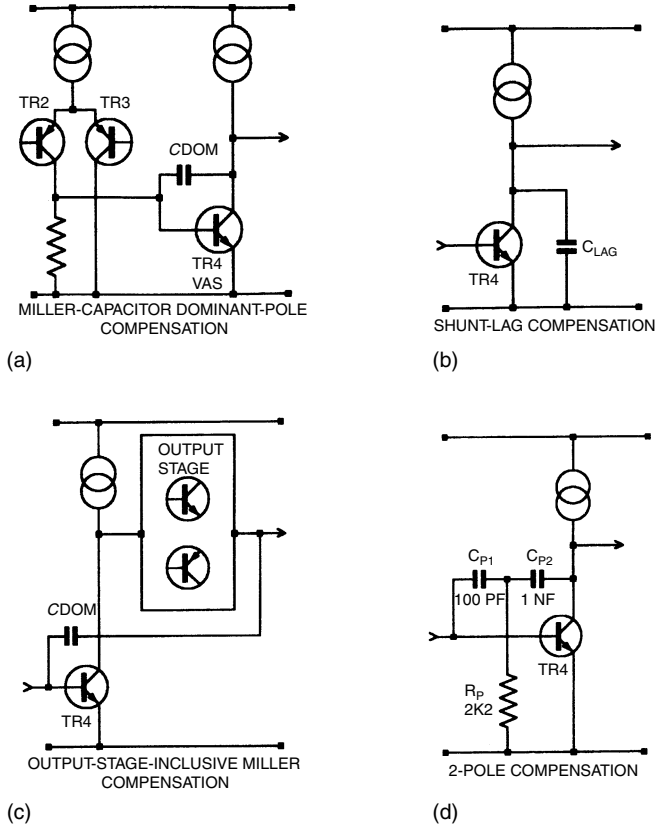 TR2
TR3
CDOM
TR4
VAS
MILLER-CAPACITOR DOMINANT-POLE
COMPENSATION
(a)
TR4
CLAG
SHUNT-LAG COMPENSATION
(b)
OUTPUT
STAGE
CDOM
TR4
OUTPUT-STAGE-INCLUSIVE MILLER
COMPENSATION
(c)
CP1
CP2
100 PF
1 NF
TR4
RP
2K2
2-POLE COMPENSATION
(d)